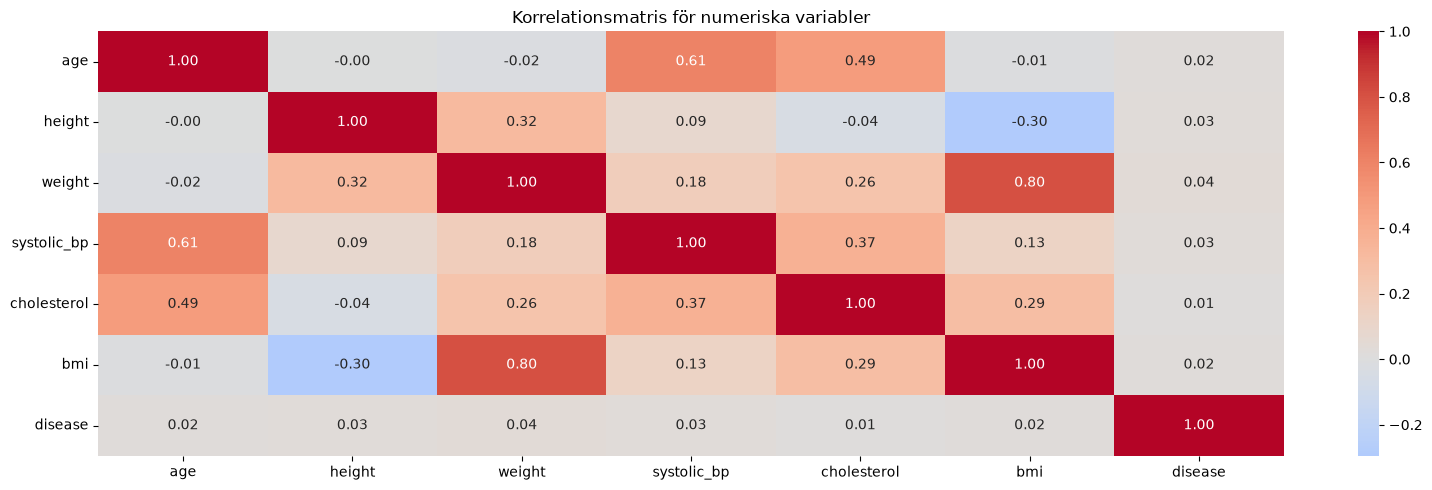 Korrelationsmatris för numeriska variabler
age 1.00 -0.00 -0.02 0.61 0.49 -0.01 0.02
height -0.00 1.00 0.32 0.09 -0.04 -0.30 0.03
weight -0.02 0.32 1.00 0.18 0.26 0.80 0.04
systolic_bp 0.61 0.09 0.18 1.00 0.37 0.13 0.03
cholesterol 0.49 -0.04 0.26 0.37 1.00 0.29 0.01
bmi -0.01 -0.30 0.80 0.13 0.29 1.00 0.02
disease 0.02 0.03 0.04 0.03 0.01 0.02 1.00
age height weight systolic_bp cholesterol bmi disease
1.0
0.8
0.6
0.4
0.2
0.0
−0.2